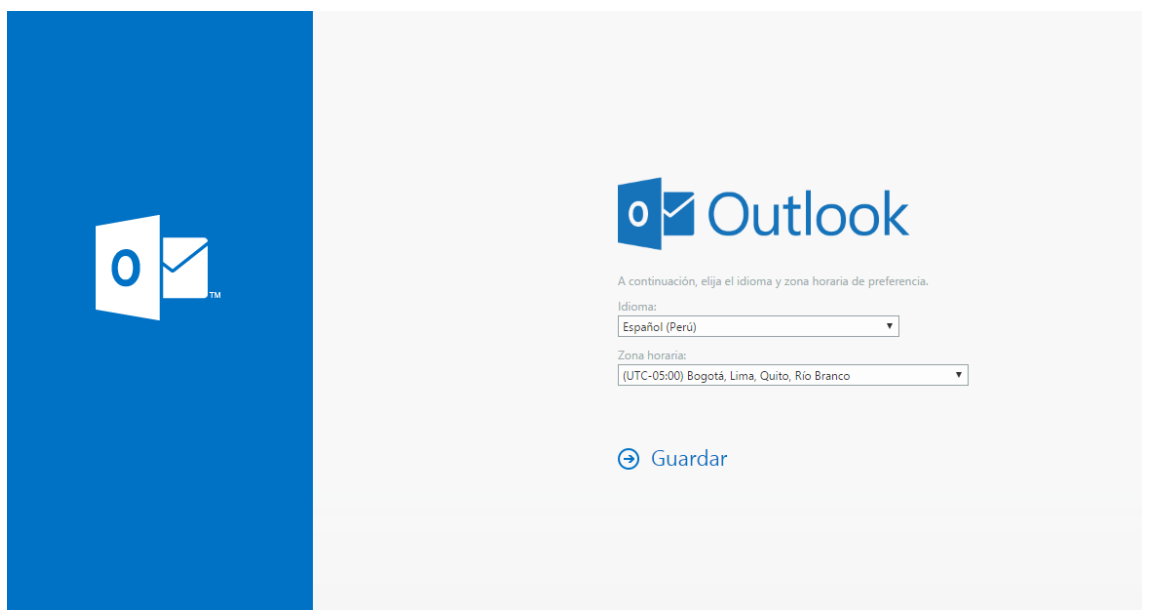 O
TM
O Outlook
A continuación, elija el idioma y zona horaria de preferencia.
Idioma:
Español (Perú)
Zona horaria:
(UTC-05:00) Bogotá, Lima, Quito, Río Branco
Guardar